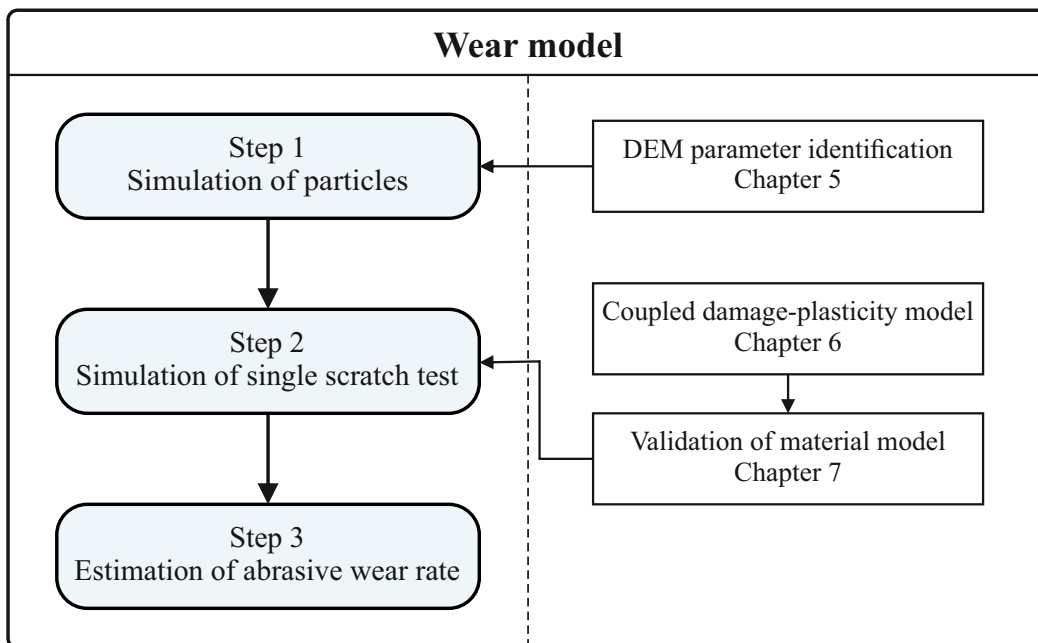 Wear model
Step 1
Simulation of particles
DEM parameter identification
Chapter 5
Step 2
Simulation of single scratch test
Coupled damage-plasticity model
Chapter 6
Validation of material model
Chapter 7
Step 3
Estimation of abrasive wear rate